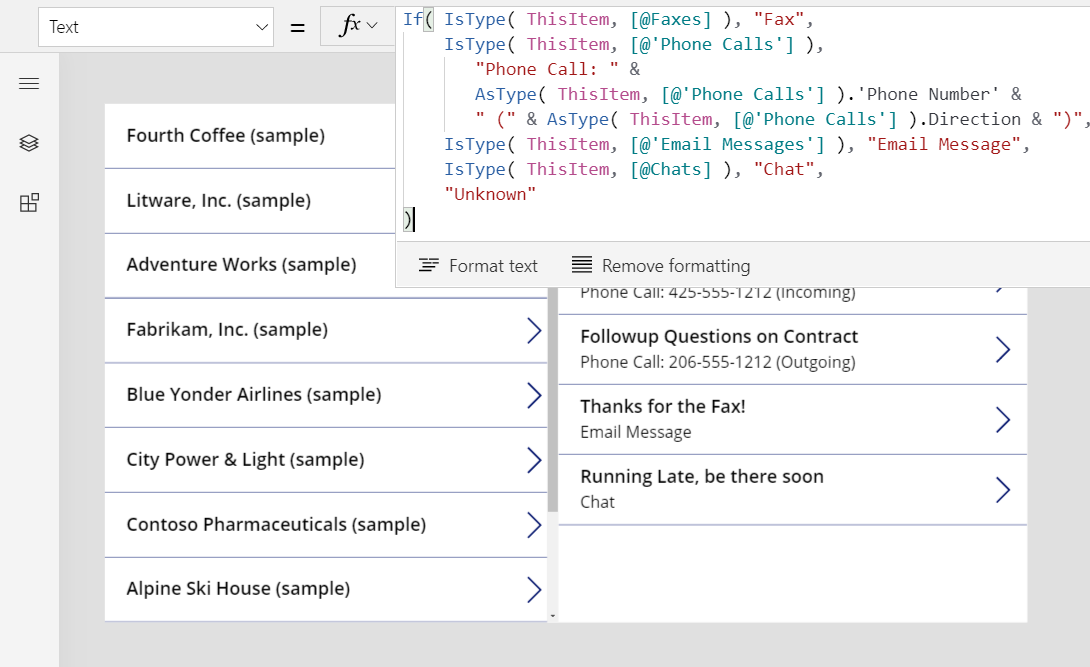 Text
=
fx
If( IsType( ThisItem, [@Faxes] ), "Fax",
IsType( ThisItem, [@'Phone Calls'] ),
"Phone Call: " &
AsType( ThisItem, [@'Phone Calls'] ).'Phone Number' &
" (" & AsType( ThisItem, [@'Phone Calls'] ).Direction & ")",
IsType( ThisItem, [@'Email Messages'] ), "Email Message",
IsType( ThisItem, [@Chats] ), "Chat",
"Unknown"
)
Format text
Remove formatting
Fourth Coffee (sample)
Litware, Inc. (sample)
Adventure Works (sample)
Fabrikam, Inc. (sample)
Blue Yonder Airlines (sample)
City Power & Light (sample)
Contoso Pharmaceuticals (sample)
Alpine Ski House (sample)
Phone Call: 425-555-1212 (Incoming)
Followup Questions on Contract
Phone Call: 206-555-1212 (Outgoing)
Thanks for the Fax!
Email Message
Running Late, be there soon
Chat